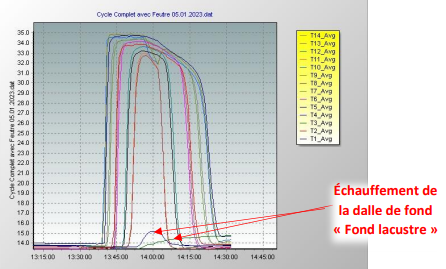 Cycle Complet avec Feutre 05.01.2023.dat
Cycle Complet avec Feutre 05.01.2023.dat
35.0
34.0
33.0
32.0
31.0
30.0
29.0
28.0
27.0
26.0
25.0
24.0
23.0
22.0
21.0
20.0
19.0
18.0
17.0
16.0
15.0
14.0
13:15:00 13:30:00 13:45:00 14:00:00 14:15:00 14:30:00 14:45:00
T14_Avg
T13_Avg
T12_Avg
T11_Avg
T10_Avg
T9_Avg
T8_Avg
T7_Avg
T6_Avg
T5_Avg
T4_Avg
T3_Avg
T2_Avg
T1_Avg
Échauffement de
la dalle de fond
« Fond lacustre »